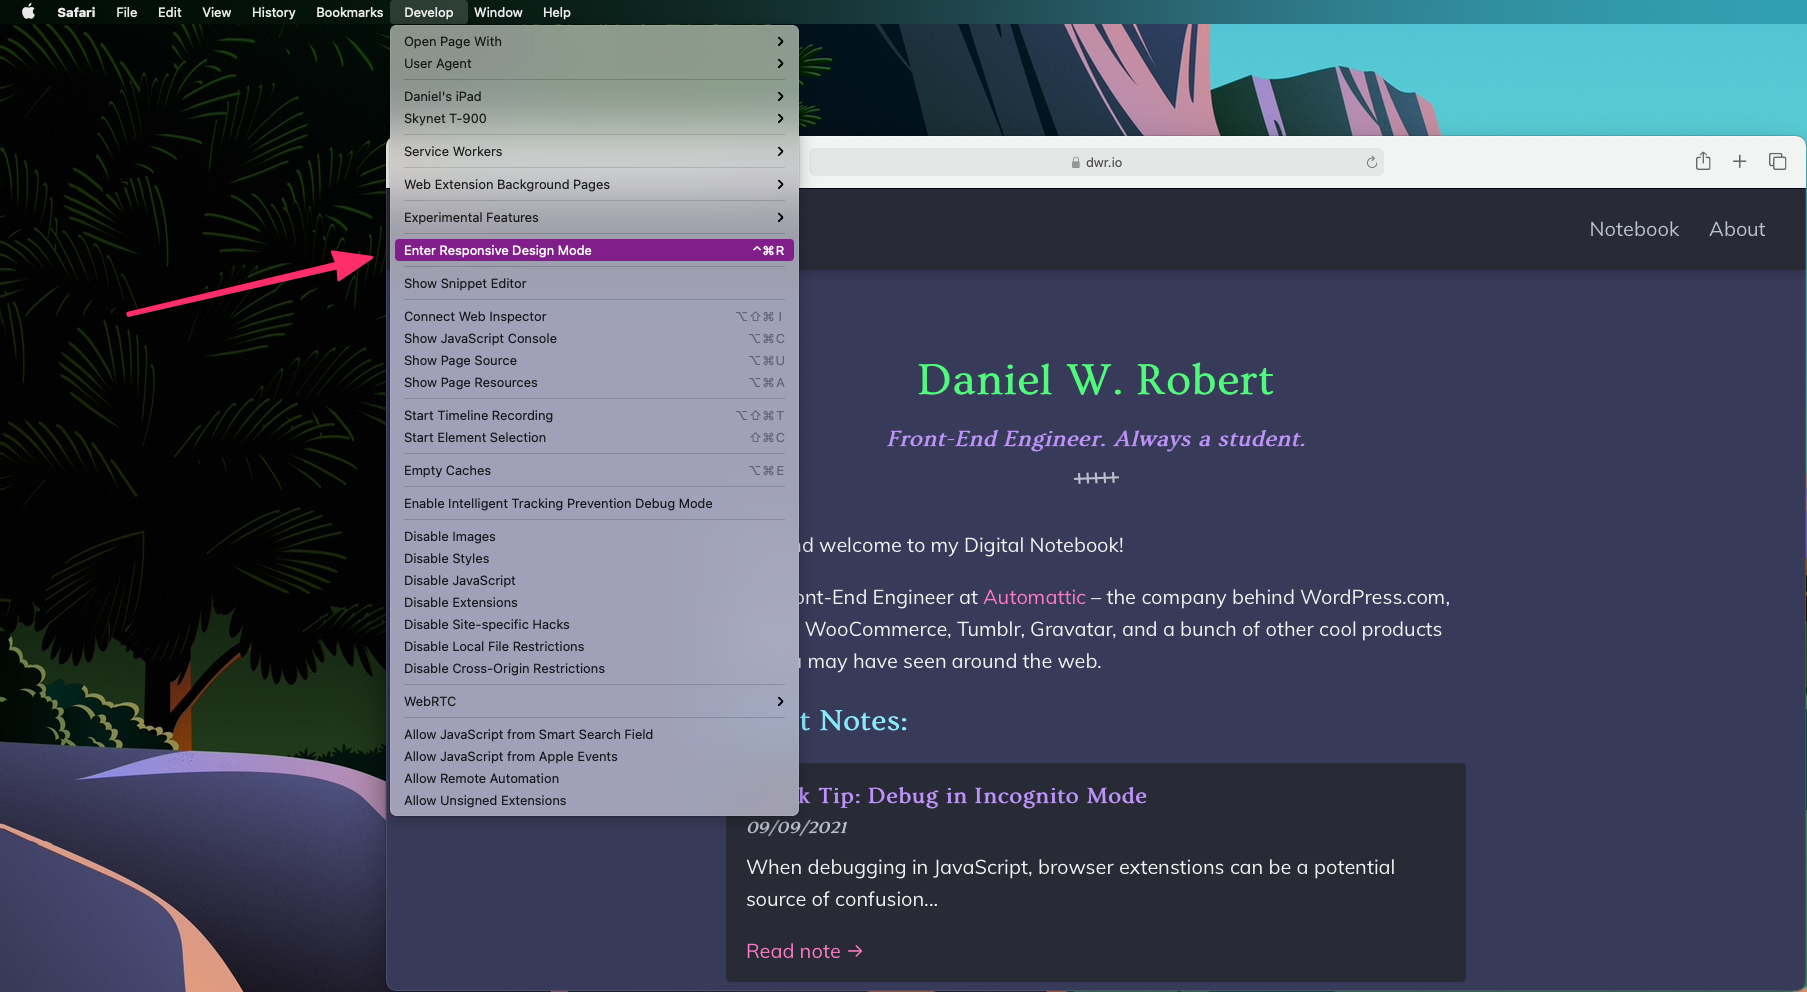 Safari File Edit View History Bookmarks Develop Window Help
Open Page With
User Agent
Daniel's iPad
Skynet T-900
Service Workers
Web Extension Background Pages
Experimental Features
Enter Responsive Design Mode ^⌘R
Show Snippet Editor
Connect Web Inspector ⌥⇧⌘I
Show JavaScript Console ⌥⌘C
Show Page Source ⌥⌘U
Show Page Resources ⌥⌘A
Start Timeline Recording ⌥⇧⌘T
Start Element Selection ⇧⌘C
Empty Caches ⌥⌘E
Enable Intelligent Tracking Prevention Debug Mode
Disable Images
Disable Styles
Disable JavaScript
Disable Extensions
Disable Site-specific Hacks
Disable Local File Restrictions
Disable Cross-Origin Restrictions
WebRTC
Allow JavaScript from Smart Search Field
Allow JavaScript from Apple Events
Allow Remote Automation
Allow Unsigned Extensions
dwr.io
Notebook About
Daniel W. Robert
Front-End Engineer. Always a student.
welcome to my Digital Notebook!
End Engineer at Automattic – the company behind WordPress.com,
WooCommerce, Tumblr, Gravatar, and a bunch of other cool products
may have seen around the web.
Notes:
Tip: Debug in Incognito Mode
09/09/2021
When debugging in JavaScript, browser extenstions can be a potential
source of confusion...
Read note →